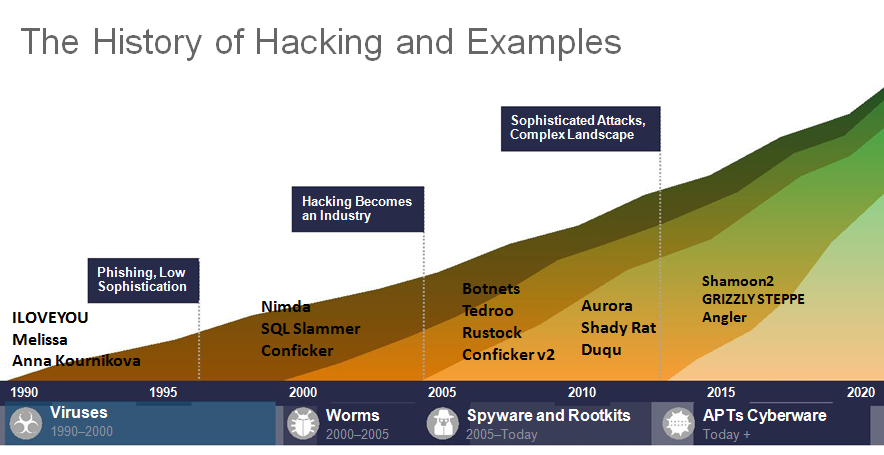 The History of Hacking and Examples
Sophisticated Attacks,
Complex Landscape
Hacking Becomes
an Industry
Phishing, Low
Sophistication
ILOVEYOU
Melissa
Anna Kournikova
Nimda
SQL Slammer
Conficker
Botnets
Tedroo
Rustock
Conficker v2
Aurora
Shady Rat
Duqu
Shamoon2
GRIZZLY STEPPE
Angler
1990 1995 2000 2005 2010 2015 2020
Viruses
1990–2000
Worms
2000–2005
Spyware and Rootkits
2005–Today
APTs Cyberware
Today +